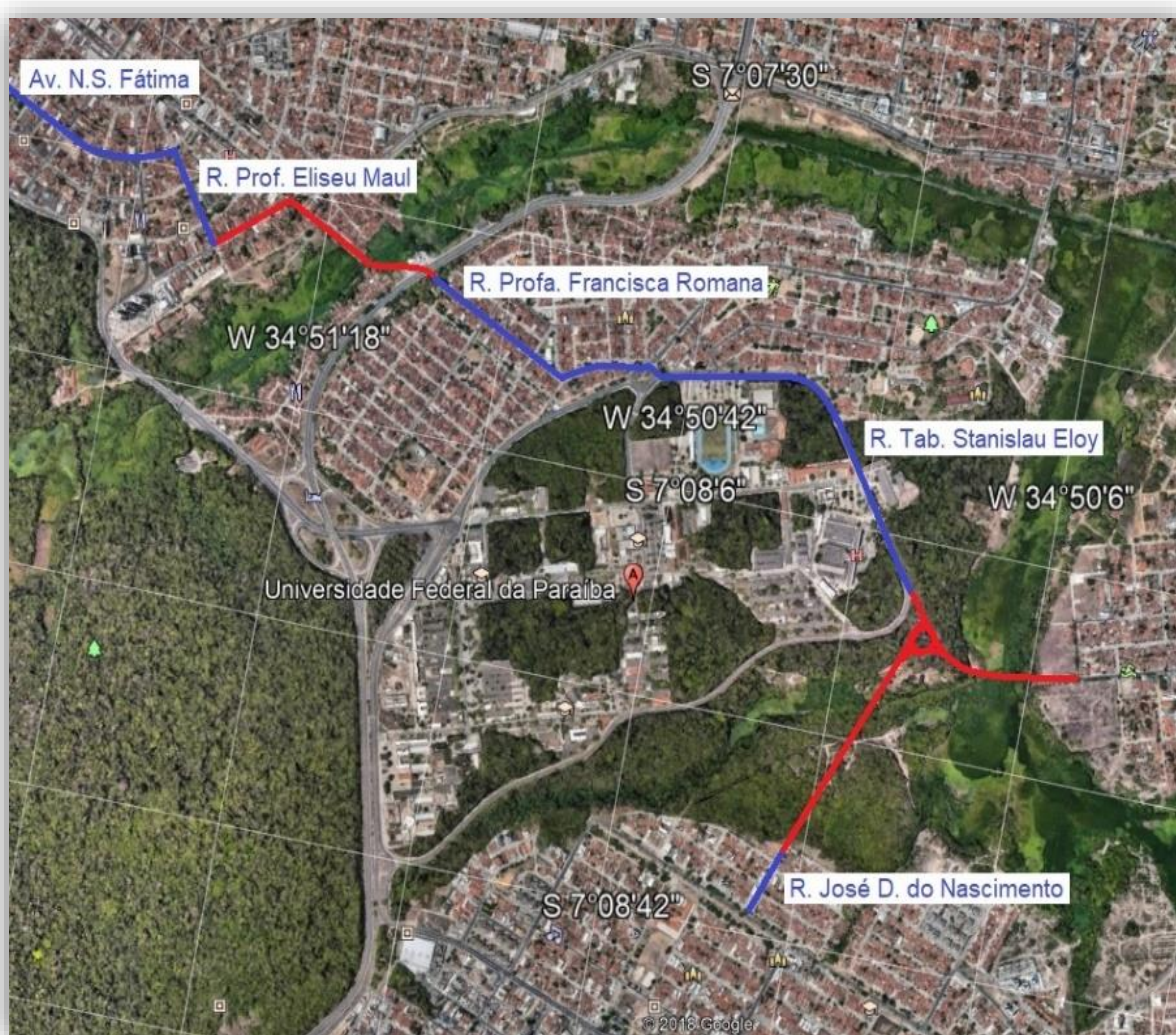 S 7°07'30"
Av. N.S. Fátima
R. Prof. Eliseu Maul
R. Profa. Francisca Romana
W 34°51'18"
W 34°50'42"
R. Tab. Stanislau Eloy
S 7°08'6"
W 34°50'6"
A
Universidade Federal da Paraíba
R. José D. do Nascimento
S 7°08'42"
© 2018 Google